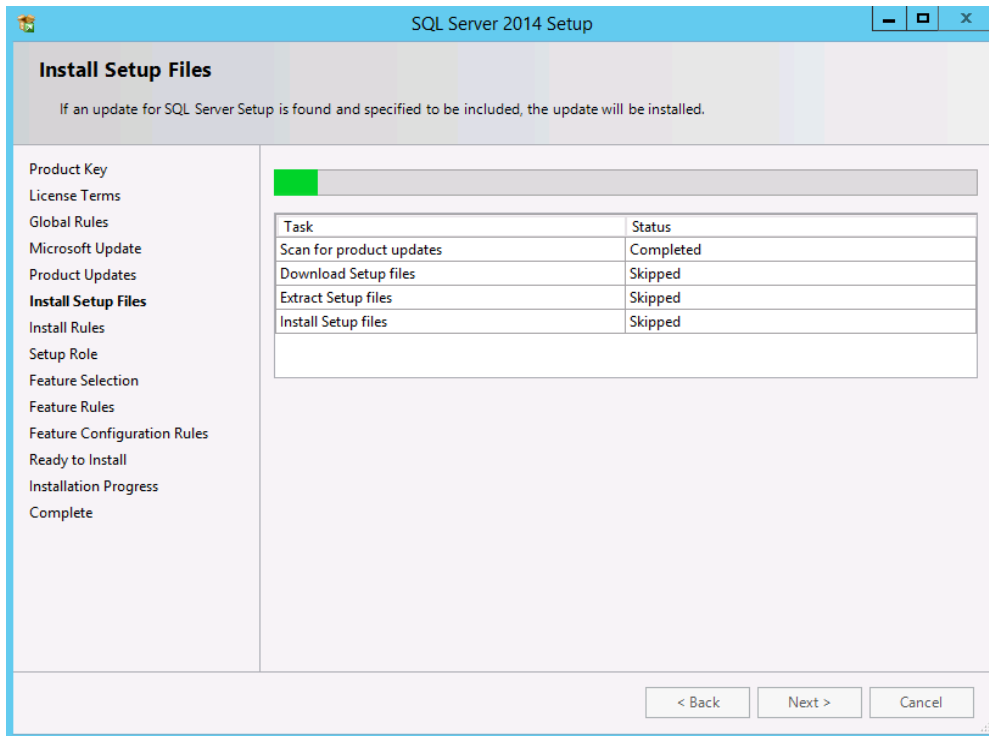 SQL Server 2014 Setup
Install Setup Files
If an update for SQL Server Setup is found and specified to be included, the update will be installed.
Product Key
License Terms
Global Rules
Microsoft Update
Product Updates
Install Setup Files
Install Rules
Setup Role
Feature Selection
Feature Rules
Feature Configuration Rules
Ready to Install
Installation Progress
Complete
Task Status
Scan for product updates Completed
Download Setup files Skipped
Extract Setup files Skipped
Install Setup files Skipped
< Back Next > Cancel